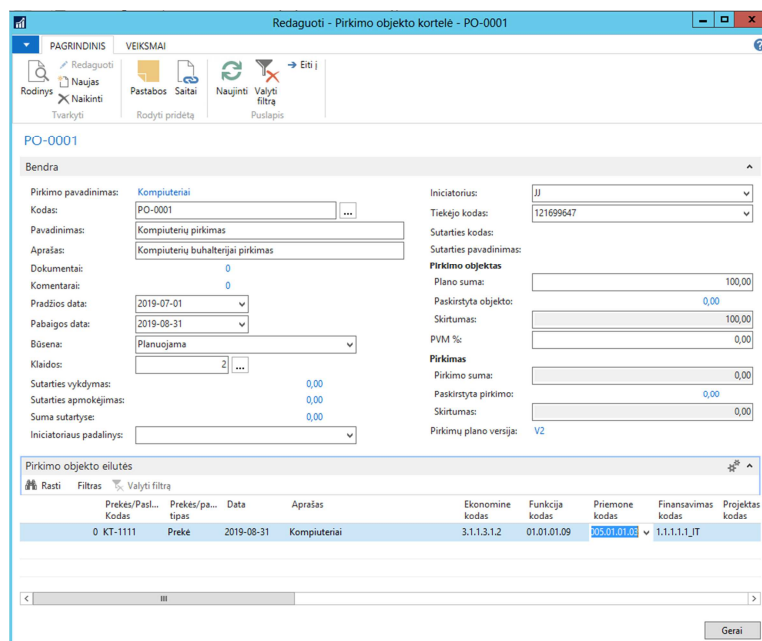 Redaguoti - Pirkimo objekto kortelė - PO-0001
PAGRINDINIS VEIKSMAI
Rodinys
Redaguoti
Naujas
Naikinti
Tvarkyti
Pastabos Saitai
Rodyti pridėtą
Naujinti Valyti filtrą
Eiti į
Puslapis
PO-0001
Bendra
Pirkimo pavadinimas: Kompiuteriai
Kodas: PO-0001 ...
Pavadinimas: Kompiuterių pirkimas
Aprašas: Kompiuterių buhalterijai pirkimas
Dokumentai: 0
Komentarai: 0
Pradžios data: 2019-07-01
Pabaigos data: 2019-08-31
Būsena: Planuojama
Klaidos: 2 ...
Sutarties vykdymas: 0,00
Sutarties apmokėjimas: 0,00
Suma sutartyse: 0,00
Iniciatoriaus padalinys:
Iniciatorius: JJ
Tiekėjo kodas: 121699647
Sutarties kodas:
Sutarties pavadinimas:
Pirkimo objektas
Plano suma: 100,00
Paskirstyta objekto: 0,00
Skirtumas: 100,00
PVM %: 0,00
Pirkimas
Pirkimo suma: 0,00
Paskirstyta pirkimo: 0,00
Skirtumas: 0,00
Pirkimų plano versija: V2
Pirkimo objekto eilutės
Rasti Filtras Valyti filtrą
Prekės/Pasl... Kodas Prekės/pa... tipas Data Aprašas Ekonomine kodas Funkcija kodas Priemone kodas Finansavimas kodas Projektas kodas
0 KT-1111 Prekė 2019-08-31 Kompiuteriai 3.1.1.3.1.2 01.01.01.09 005.01.01.03 1.1.1.1.1_IT
Gerai